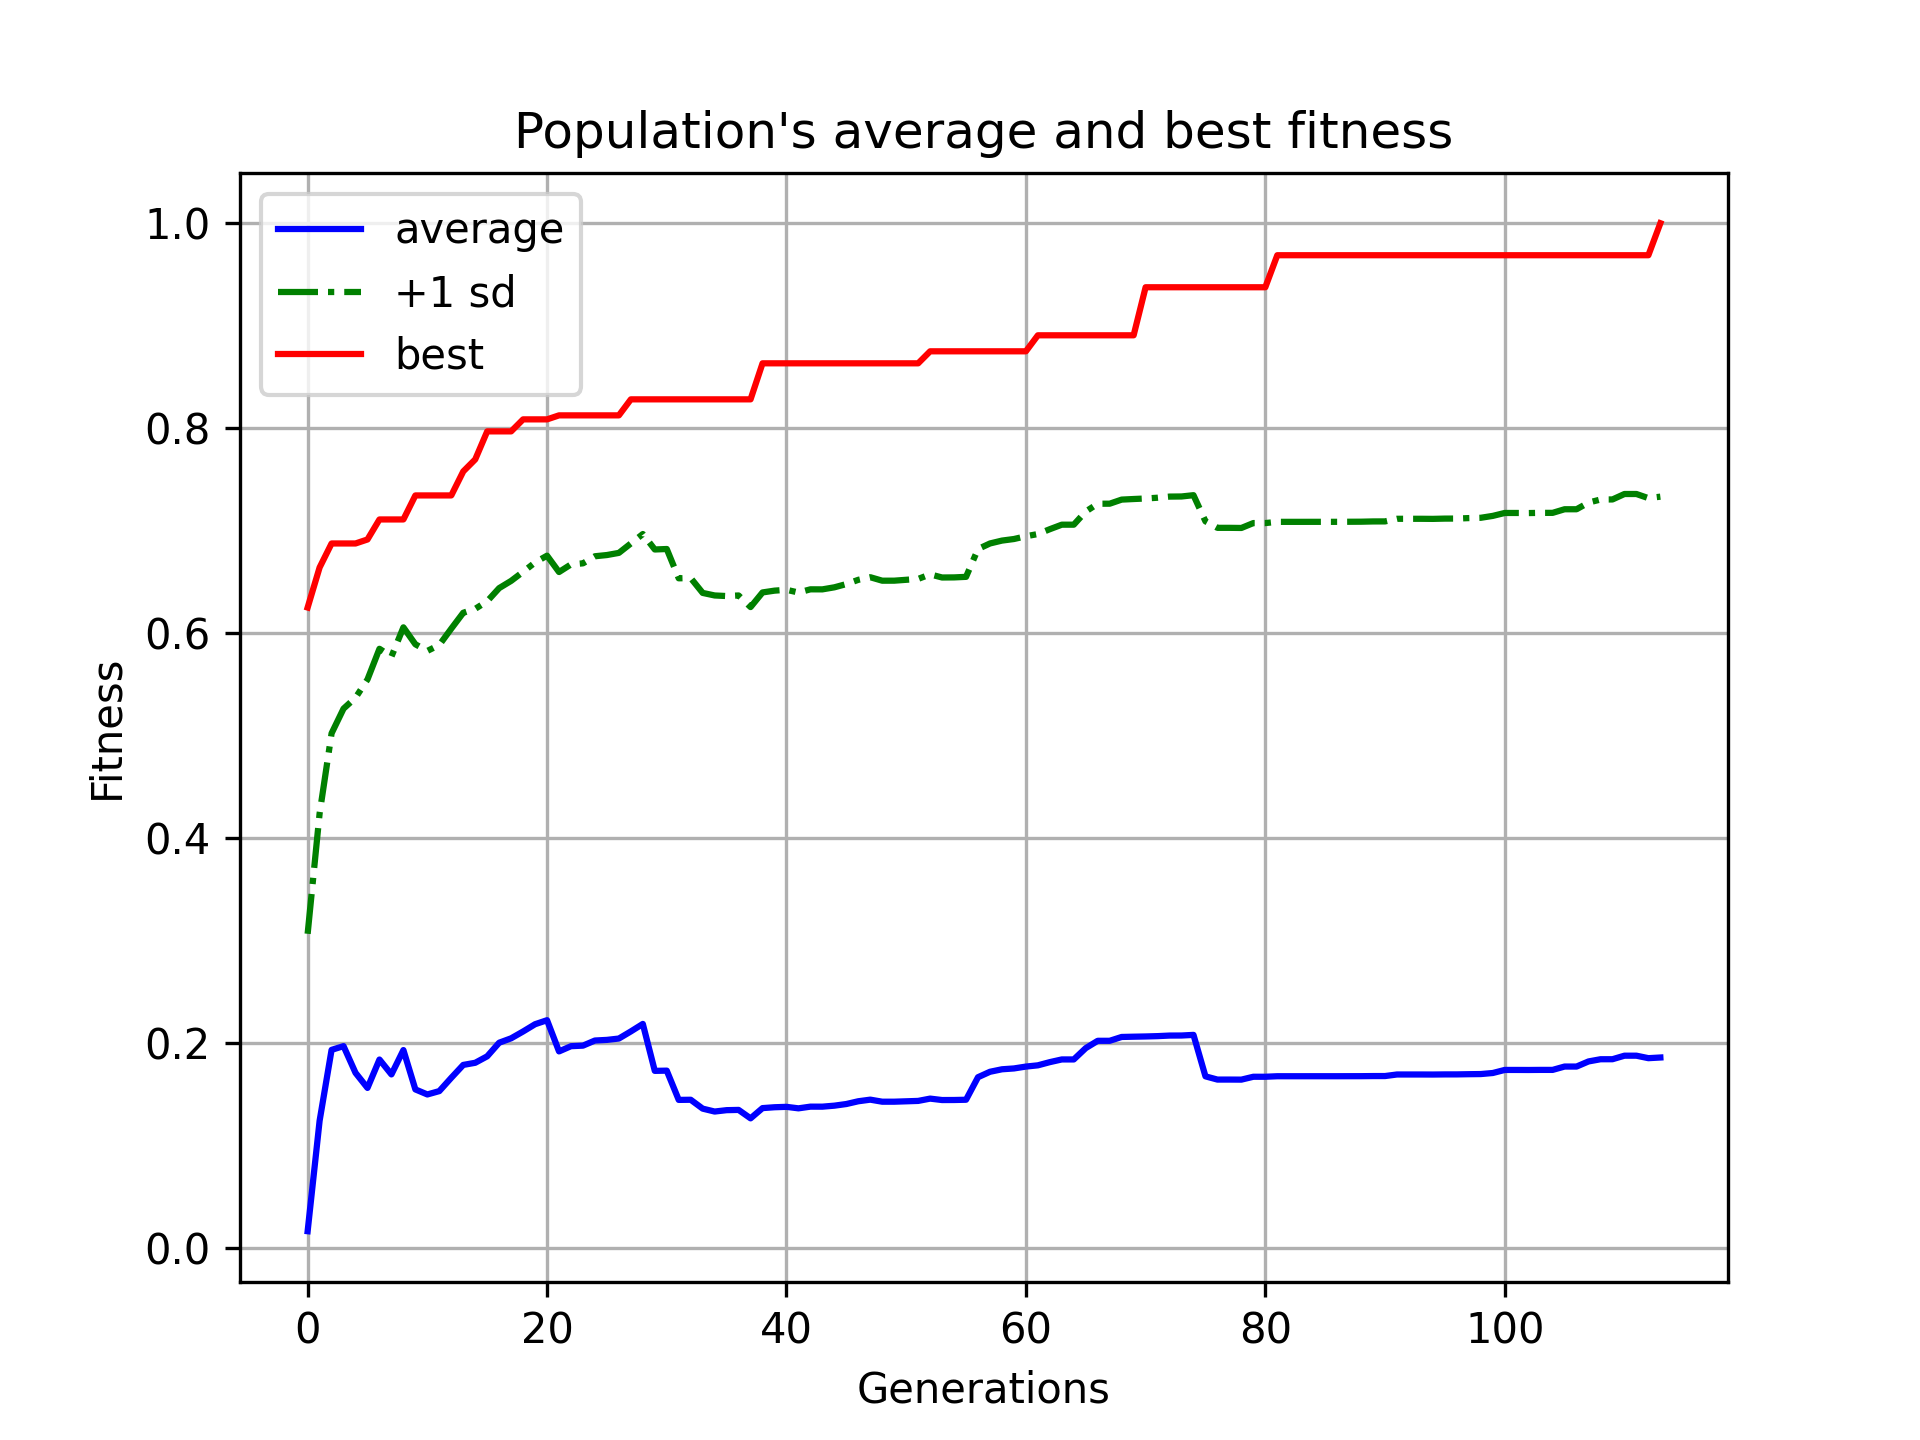 Population's average and best fitness
average
+1 sd
best
1.0
0.8
0.6
0.4
0.2
0.0
Fitness
0 20 40 60 80 100
Generations